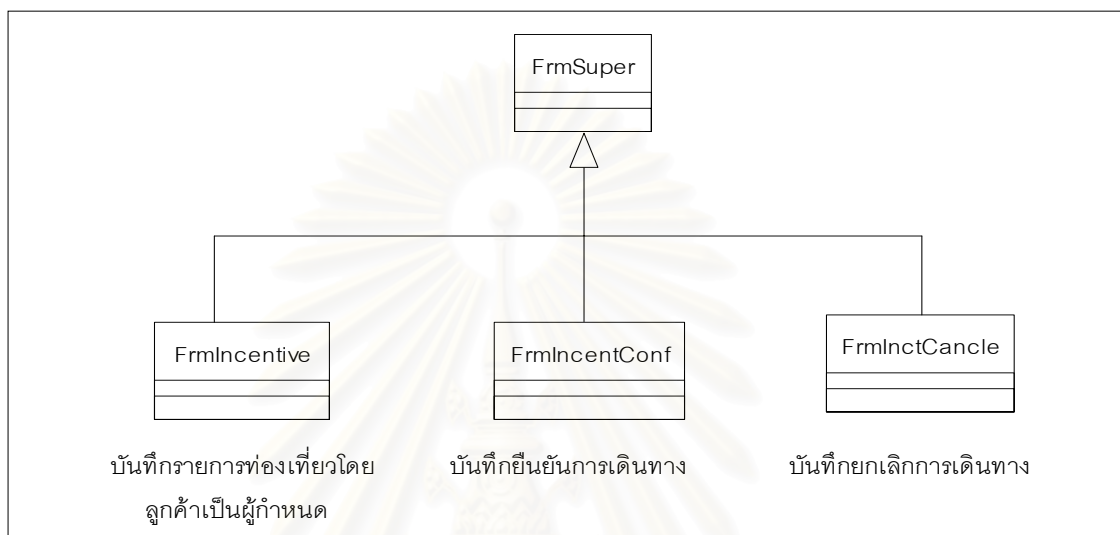 FrmSuper
FrmIncentive
FrmIncentConf
FrmInctCancle
บันทึกรายการท่องเที่ยวโดย
ลูกค้าเป็นผู้กำหนด
บันทึกยืนยันการเดินทาง
บันทึกยกเลิกการเดินทาง